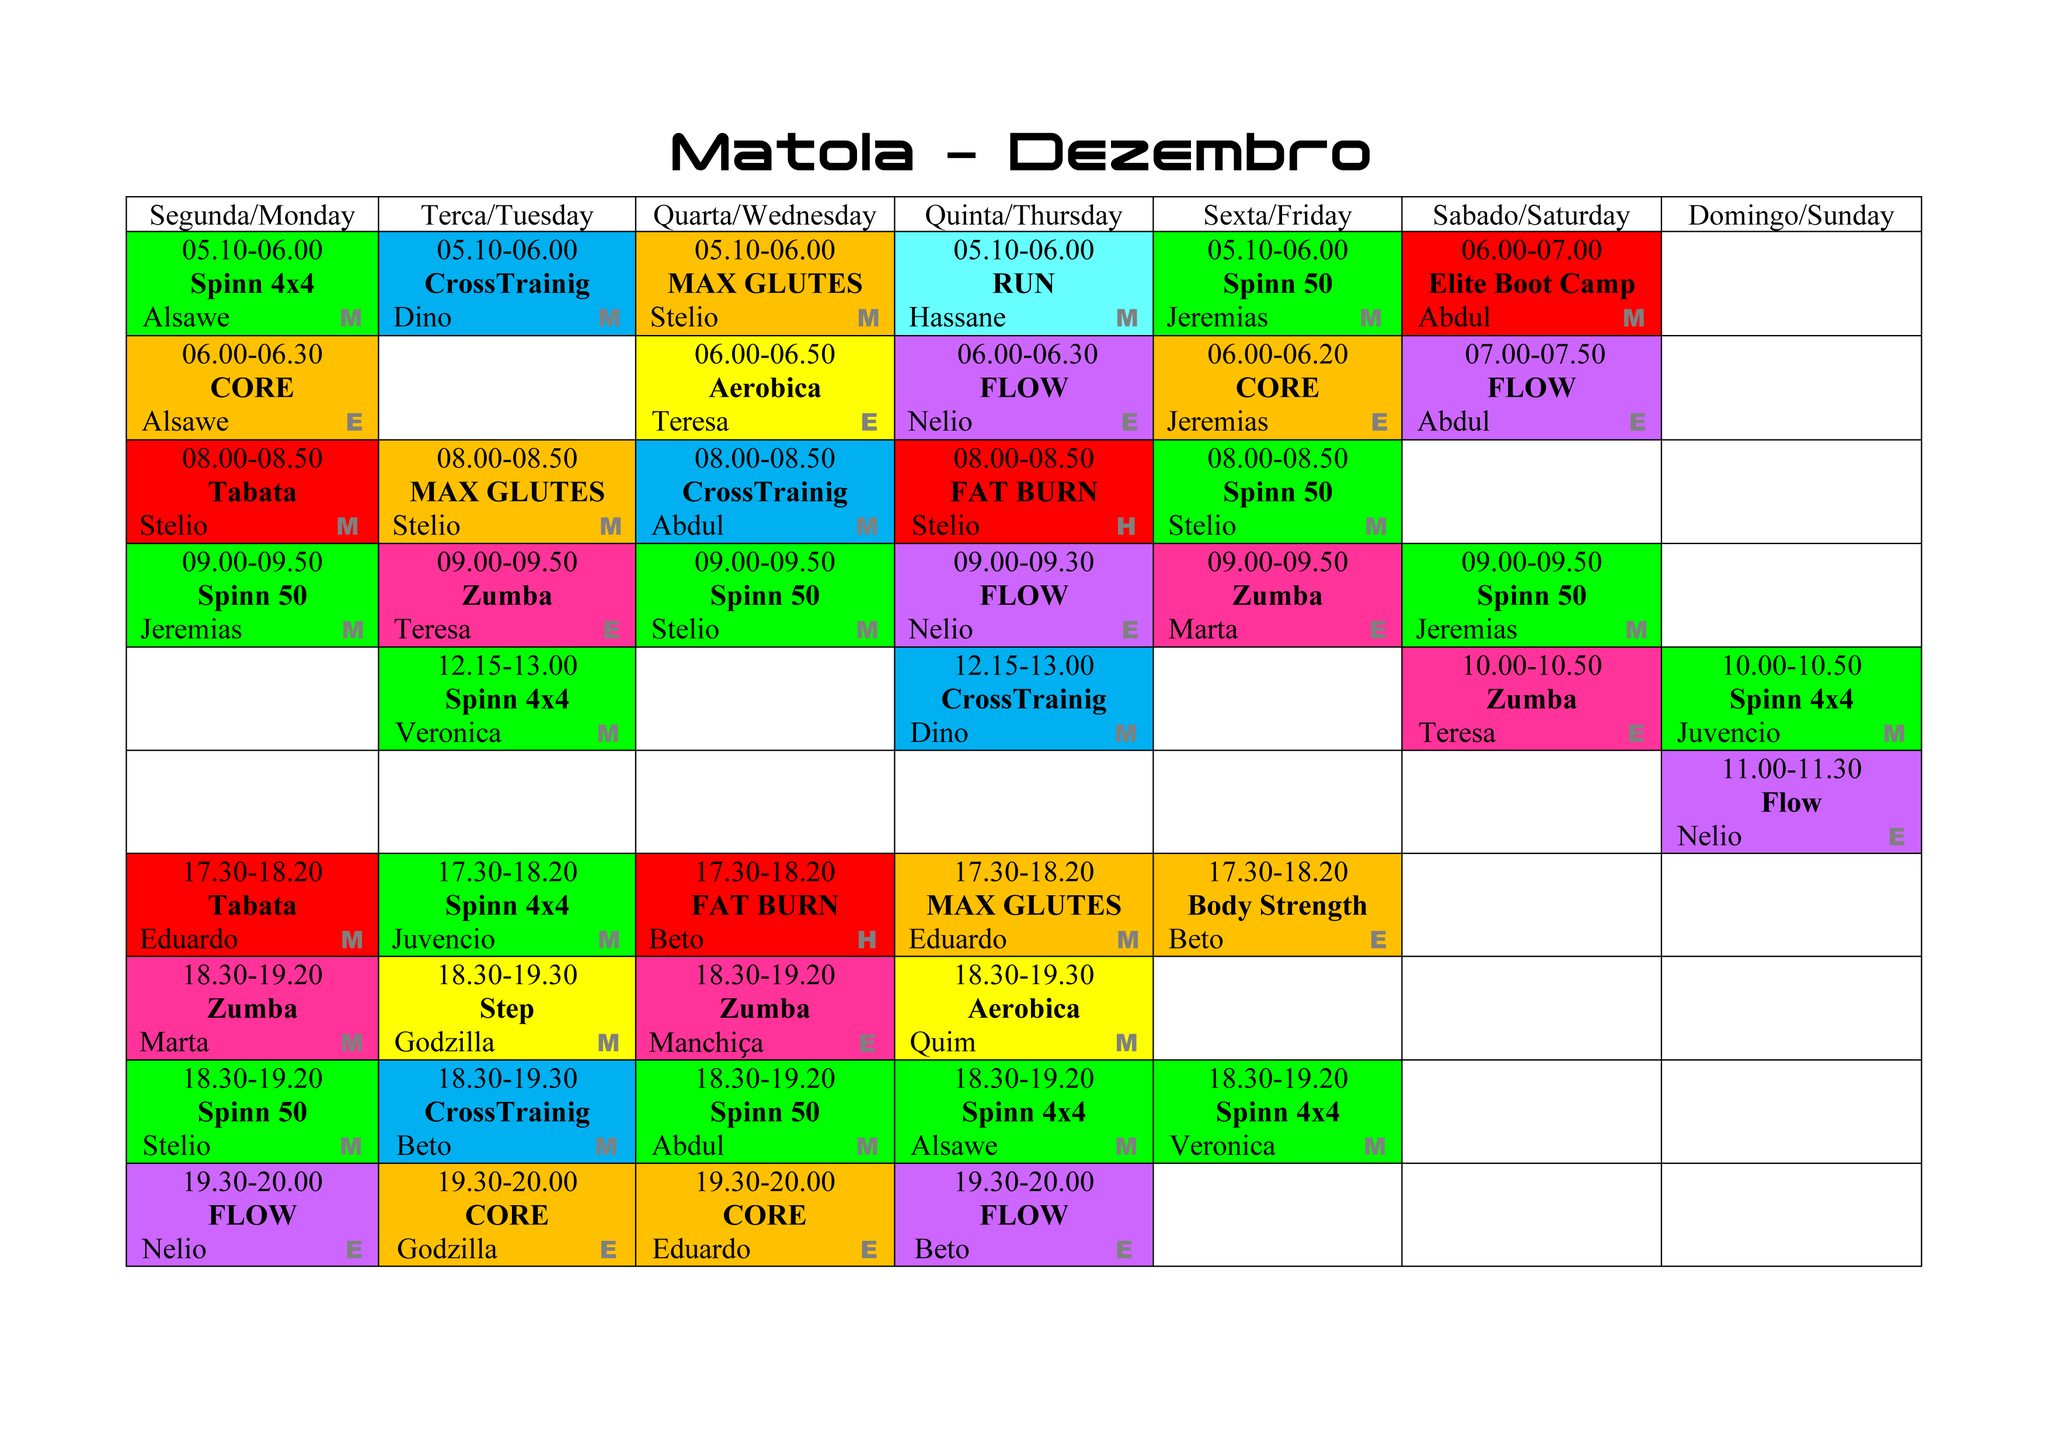 Matola - Dezembro
Segunda/Monday Terca/Tuesday Quarta/Wednesday Quinta/Thursday Sexta/Friday Sabado/Saturday Domingo/Sunday
05.10-06.00 05.10-06.00 05.10-06.00 05.10-06.00 05.10-06.00 06.00-07.00
Spinn 4x4 CrossTrainig MAX GLUTES RUN Spinn 50 Elite Boot Camp
Alsawe M Dino M Stelio M Hassane M Jeremias M Abdul M
06.00-06.30 06.00-06.50 06.00-06.30 06.00-06.20 07.00-07.50
CORE Aerobica FLOW CORE FLOW
Alsawe E Teresa E Nelio E Jeremias E Abdul E
08.00-08.50 08.00-08.50 08.00-08.50 08.00-08.50 08.00-08.50
Tabata MAX GLUTES CrossTrainig FAT BURN Spinn 50
Stelio M Stelio M Abdul M Stelio H Stelio M
09.00-09.50 09.00-09.50 09.00-09.50 09.00-09.30 09.00-09.50 09.00-09.50
Spinn 50 Zumba Spinn 50 FLOW Zumba Spinn 50
Jeremias M Teresa E Stelio M Nelio E Marta E Jeremias M
12.15-13.00 12.15-13.00 10.00-10.50 10.00-10.50
Spinn 4x4 CrossTrainig Zumba Spinn 4x4
Veronica M Dino M Teresa E Juvencio M
11.00-11.30
Flow
Nelio E
17.30-18.20 17.30-18.20 17.30-18.20 17.30-18.20 17.30-18.20
Tabata Spinn 4x4 FAT BURN MAX GLUTES Body Strength
Eduardo M Juvencio M Beto H Eduardo M Beto E
18.30-19.20 18.30-19.30 18.30-19.20 18.30-19.30
Zumba Step Zumba Aerobica
Marta M Godzilla M Manchiça E Quim M
18.30-19.20 18.30-19.30 18.30-19.20 18.30-19.20 18.30-19.20
Spinn 50 CrossTrainig Spinn 50 Spinn 4x4 Spinn 4x4
Stelio M Beto M Abdul M Alsawe M Veronica M
19.30-20.00 19.30-20.00 19.30-20.00 19.30-20.00
FLOW CORE CORE FLOW
Nelio E Godzilla E Eduardo E Beto E